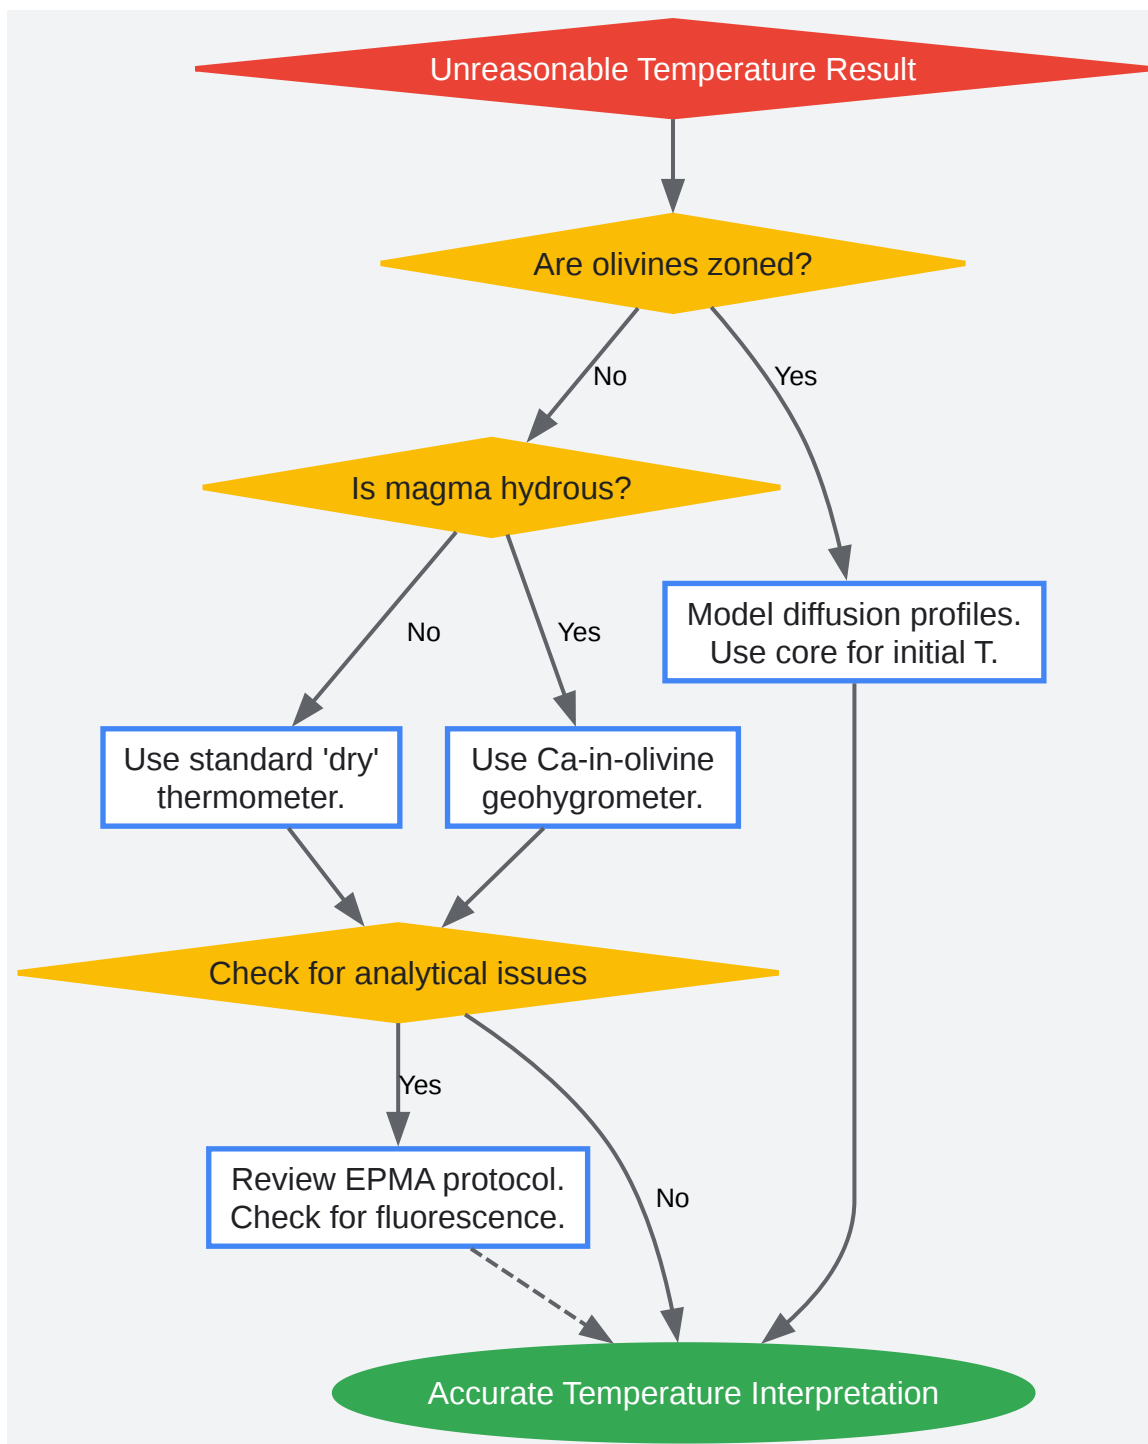 Unreasonable Temperature Result
Are olivines zoned?
No
Yes
Is magma hydrous?
No
Yes
Model diffusion profiles.
Use core for initial T.
Use standard 'dry'
thermometer.
Use Ca-in-olivine
geohygrometer.
Check for analytical issues
Yes
Review EPMA protocol.
Check for fluorescence.
No
Accurate Temperature Interpretation